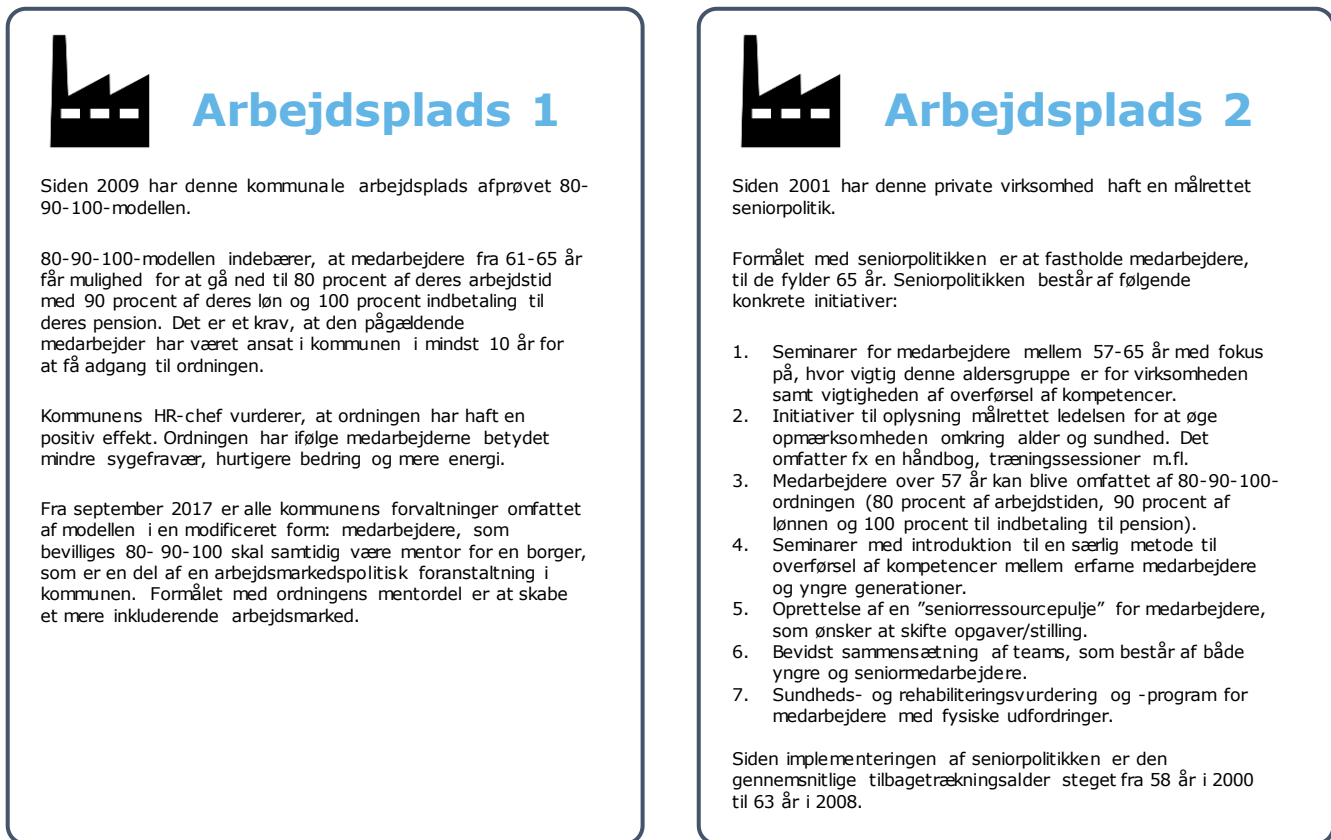 Arbejdsplads 1
Siden 2009 har denne kommunale arbejdsplads afprøvet 80-
90-100-modellen.
80-90-100-modellen indebærer, at medarbejdere fra 61-65 år
får mulighed for at gå ned til 80 procent af deres arbejdstid
med 90 procent af deres løn og 100 procent indbetaling til
deres pension. Det er et krav, at den pågældende
medarbejder har været ansat i kommunen i mindst 10 år for
at få adgang til ordningen.
Kommunens HR-chef vurderer, at ordningen har haft en
positiv effekt. Ordningen har ifølge medarbejderne betydet
mindre sygefravær, hurtigere bedring og mere energi.
Fra september 2017 er alle kommunens forvaltninger omfattet
af modellen i en modificeret form: medarbejdere, som
bevilliges 80- 90-100 skal samtidig være mentor for en borger,
som er en del af en arbejdsmarkedspolitisk foranstaltning i
kommunen. Formålet med ordningens mentordel er at skabe
et mere inkluderende arbejdsmarked.
Arbejdsplads 2
Siden 2001 har denne private virksomhed haft en målrettet
seniorpolitik.
Formålet med seniorpolitikken er at fastholde medarbejdere,
til de fylder 65 år. Seniorpolitikken består af følgende
konkrete initiativer:
1. Seminarer for medarbejdere mellem 57-65 år med fokus
på, hvor vigtig denne aldersgruppe er for virksomheden
samt vigtigheden af overførsel af kompetencer.
2. Initiativer til oplysning målrettet ledelsen for at øge
opmærksomheden omkring alder og sundhed. Det
omfatter fx en håndbog, træningssessioner m.fl.
3. Medarbejdere over 57 år kan blive omfattet af 80-90-100-
ordningen (80 procent af arbejdstiden, 90 procent af
lønnen og 100 procent til indbetaling til pension).
4. Seminarer med introduktion til en særlig metode til
overførsel af kompetencer mellem erfarne medarbejdere
og yngre generationer.
5. Oprettelse af en ”seniorressourcepulje” for medarbejdere,
som ønsker at skifte opgaver/stilling.
6. Bevidst sammensætning af teams, som består af både
yngre og seniormedarbejdere.
7. Sundheds- og rehabiliteringsvurdering og -program for
medarbejdere med fysiske udfordringer.
Siden implementeringen af seniorpolitikken er den
gennemsnitlige tilbagetrækningsalder steget fra 58 år i 2000
til 63 år i 2008.